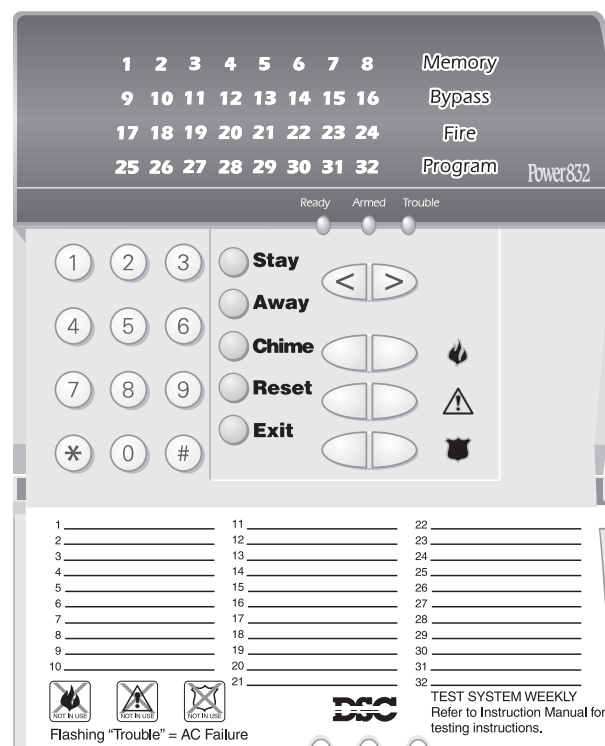 1 2 3 4 5 6 7 8 Memory
9 10 11 12 13 14 15 16 Bypass
17 18 19 20 21 22 23 24 Fire
25 26 27 28 29 30 31 32 Program
Power832
Ready Armed Trouble
1 2 3
4 5 6
7 8 9
* 0 #
Stay
Away
Chime
Reset
Exit
< >
1
2
3
4
5
6
7
8
9
10
11
12
13
14
15
16
17
18
19
20
21
22
23
24
25
26
27
28
29
30
31
32
NOT IN USE
NOT IN USE
NOT IN USE
Flashing "Trouble" = AC Failure
DSC
TEST SYSTEM WEEKLY
Refer to Instruction Manual for
testing instructions.